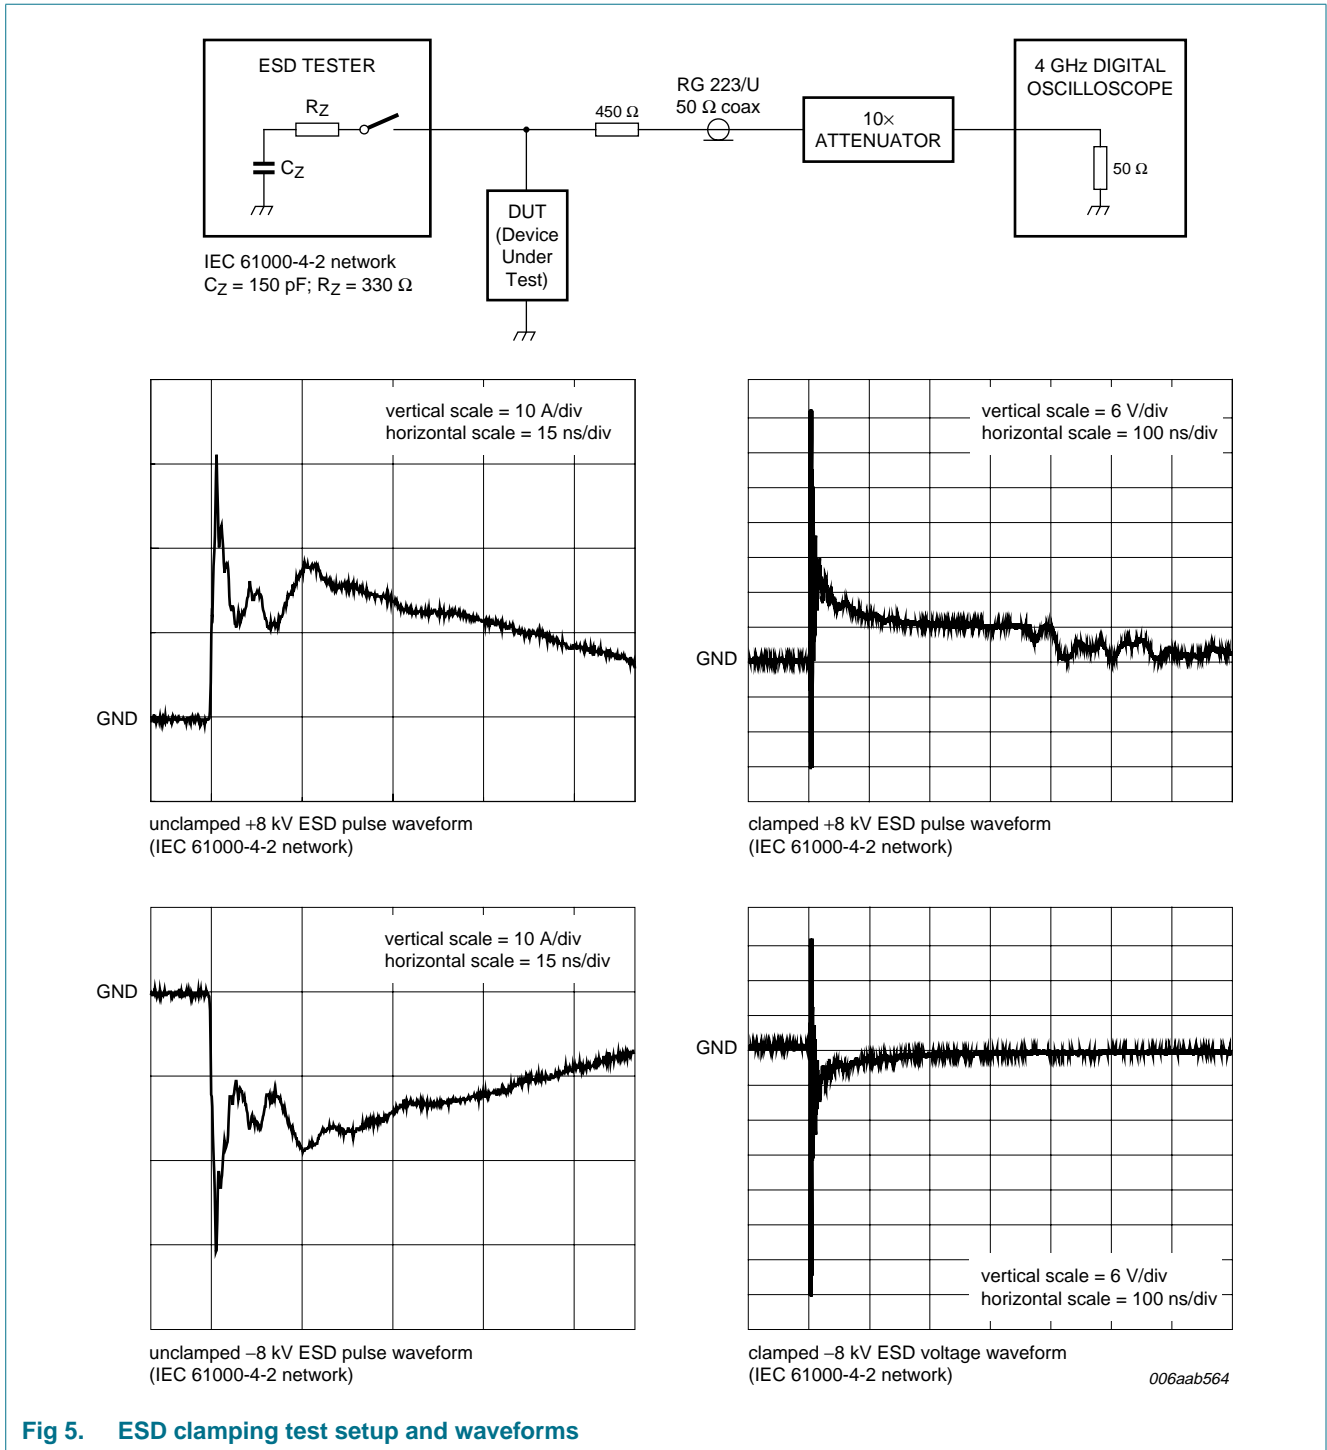 ESD TESTER
RZ
CZ
IEC 61000-4-2 network
CZ = 150 pF; RZ = 330 Ω
450 Ω
RG 223/U
50 Ω coax
10×
ATTENUATOR
4 GHz DIGITAL
OSCILLOSCOPE
50 Ω
DUT
(Device
Under
Test)
vertical scale = 10 A/div
horizontal scale = 15 ns/div
GND
unclamped +8 kV ESD pulse waveform
(IEC 61000-4-2 network)
vertical scale = 6 V/div
horizontal scale = 100 ns/div
GND
clamped +8 kV ESD pulse waveform
(IEC 61000-4-2 network)
vertical scale = 10 A/div
horizontal scale = 15 ns/div
GND
unclamped −8 kV ESD pulse waveform
(IEC 61000-4-2 network)
GND
vertical scale = 6 V/div
horizontal scale = 100 ns/div
clamped −8 kV ESD voltage waveform
(IEC 61000-4-2 network)
006aab564
Fig 5. ESD clamping test setup and waveforms